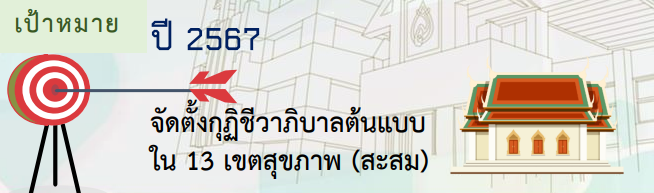 เป้าหมาย
ปี 2567
จัดตั้งกุฏิชีวาภิบาลต้นแบบ
ใน 13 เขตสุขภาพ (สะสม)